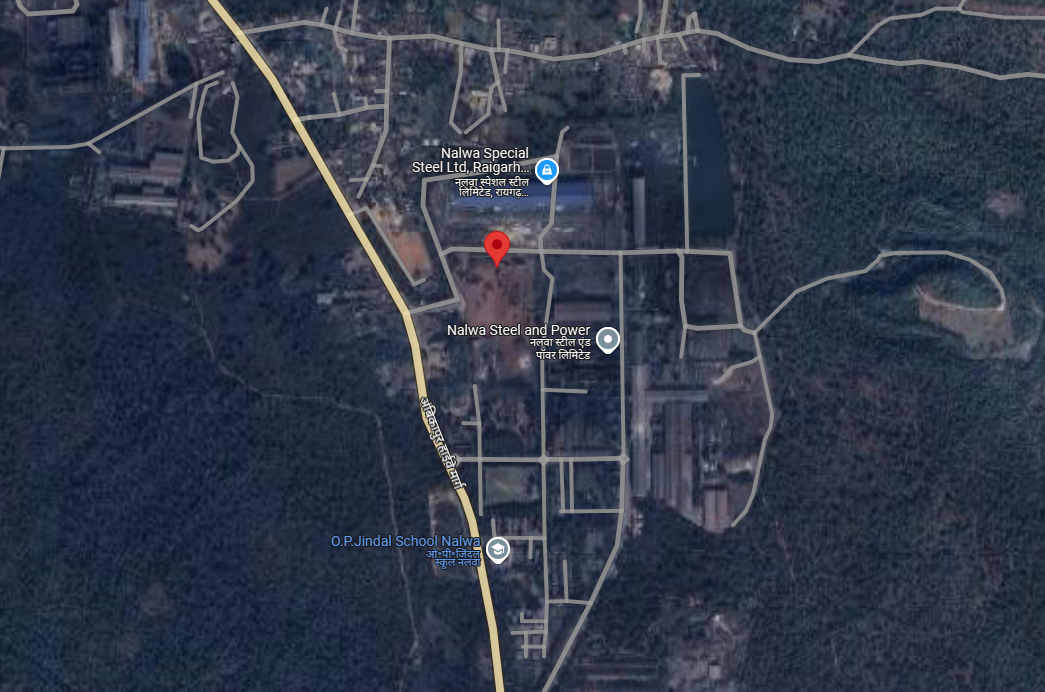 Nalwa Special
Steel Ltd, Raigarh...
नलवा स्पेशल स्टील
लिमिटेड, रायगढ़...
Nalwa Steel and Power
नलवा स्टील एंड
पॉवर लिमिटेड
अंबिकापुर हाईवे मार्ग
O.P.Jindal School Nalwa
ओ॰पी॰जिंदल
स्कूल नलवा